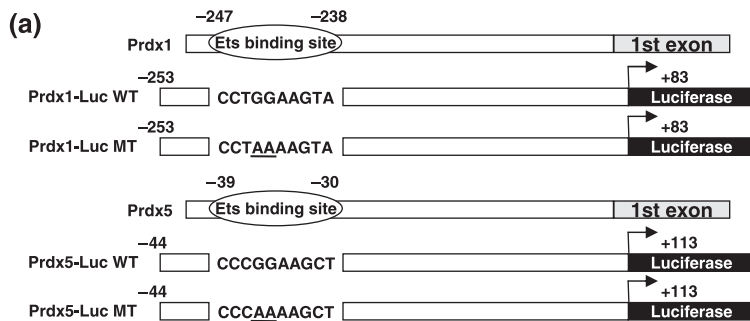 (a)
–247 –238
Prdx1 Ets binding site 1st exon
–253 +83
Prdx1-Luc WT CCTGGAAGTA Luciferase
–253 +83
Prdx1-Luc MT CCTAAAAGTA Luciferase
–39 –30
Prdx5 Ets binding site 1st exon
–44 +113
Prdx5-Luc WT CCCGGAAGCT Luciferase
–44 +113
Prdx5-Luc MT CCCAAAAGCT Luciferase